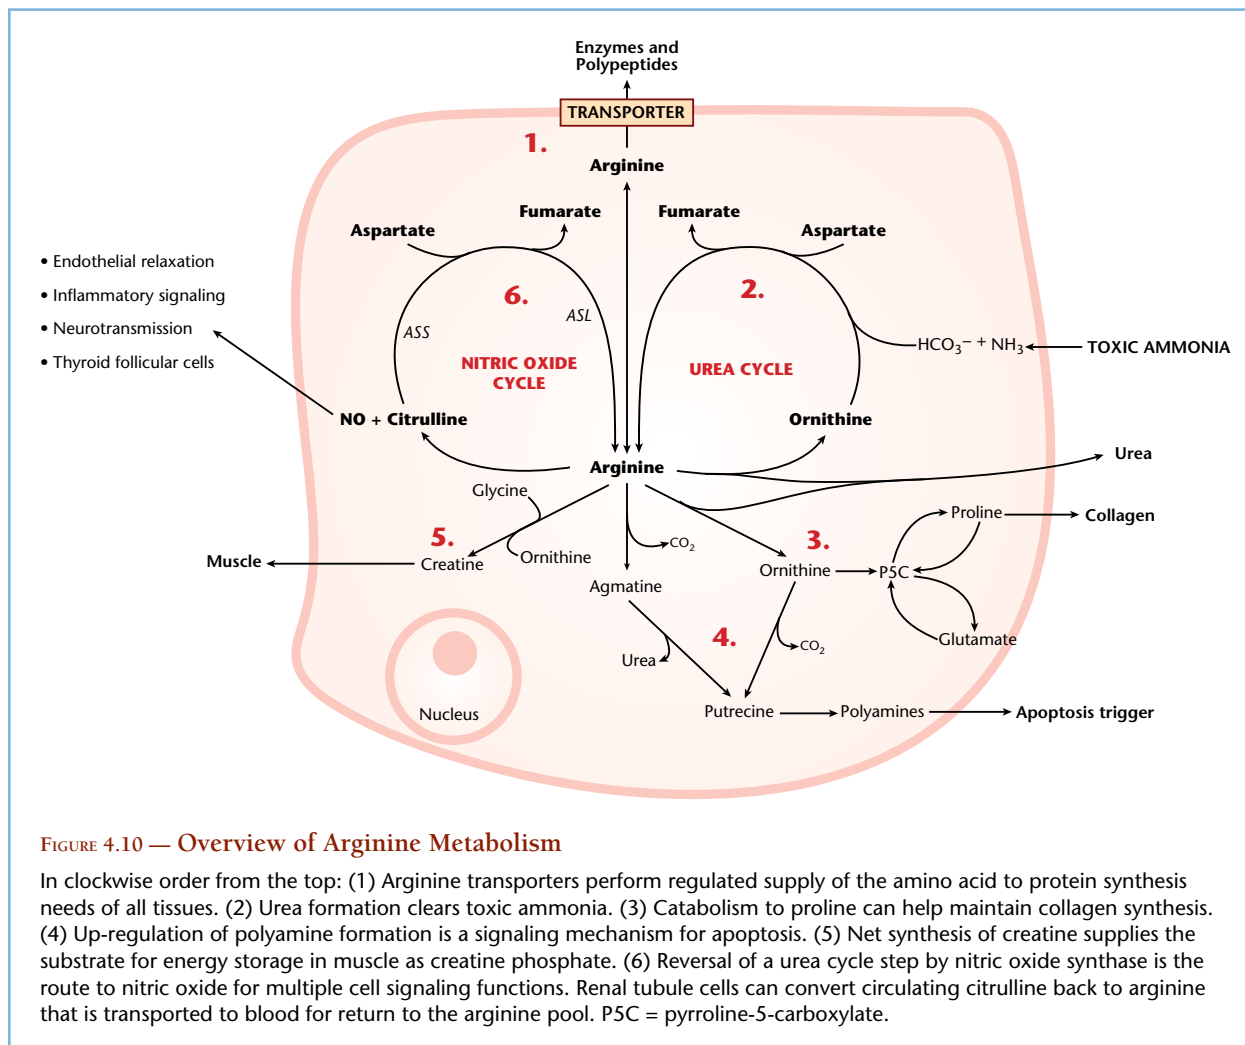 Enzymes and
Polypeptides
TRANSPORTER
1.
Arginine
Fumarate
Fumarate
Aspartate
Aspartate
• Endothelial relaxation
• Inflammatory signaling
• Neurotransmission
• Thyroid follicular cells
6.
2.
ASS
ASL
NITRIC OXIDE
CYCLE
UREA CYCLE
HCO3– + NH3
TOXIC AMMONIA
NO + Citrulline
Ornithine
Arginine
Urea
Glycine
Proline
Collagen
5.
3.
CO2
Muscle
Creatine
Ornithine
Ornithine
P5C
Agmatine
4.
Glutamate
Urea
CO2
Nucleus
Putrecine
Polyamines
Apoptosis trigger
FIGURE 4.10 — Overview of Arginine Metabolism
In clockwise order from the top: (1) Arginine transporters perform regulated supply of the amino acid to protein synthesis
needs of all tissues. (2) Urea formation clears toxic ammonia. (3) Catabolism to proline can help maintain collagen synthesis.
(4) Up-regulation of polyamine formation is a signaling mechanism for apoptosis. (5) Net synthesis of creatine supplies the
substrate for energy storage in muscle as creatine phosphate. (6) Reversal of a urea cycle step by nitric oxide synthase is the
route to nitric oxide for multiple cell signaling functions. Renal tubule cells can convert circulating citrulline back to arginine
that is transported to blood for return to the arginine pool. P5C = pyrroline-5-carboxylate.